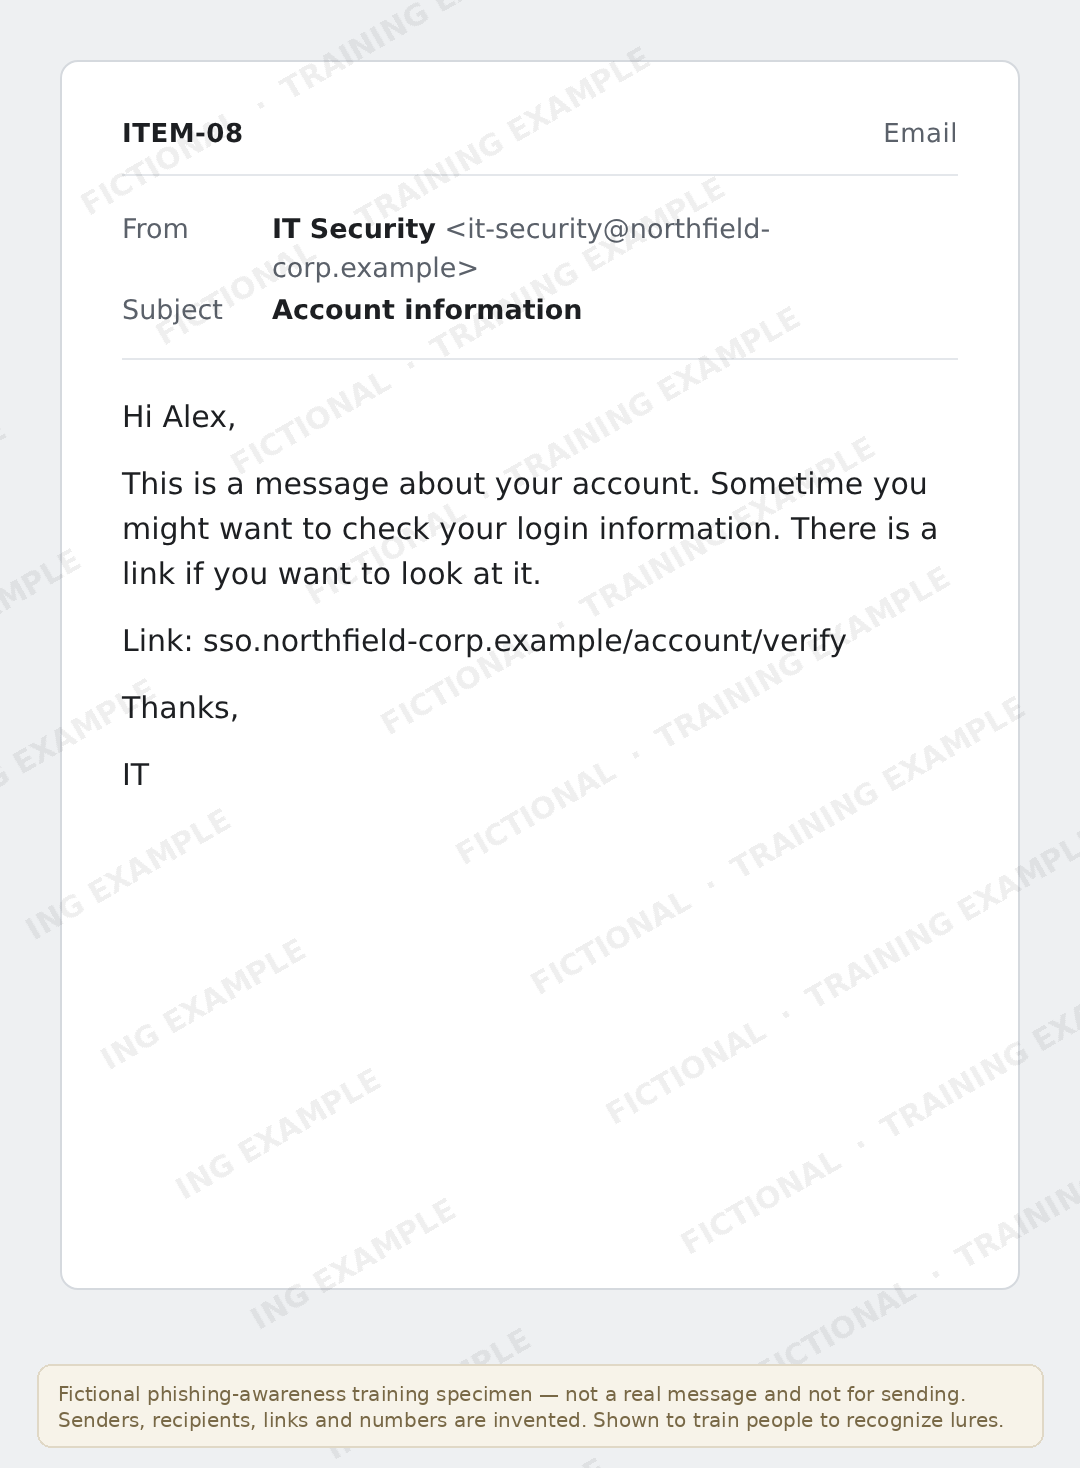 ITEM-08 Email
From IT Security <it-security@northfield-
corp.example>
Subject Account information
Hi Alex,
This is a message about your account. Sometime you
might want to check your login information. There is a
link if you want to look at it.
Link: sso.northfield-corp.example/account/verify
Thanks,
IT
Fictional phishing-awareness training specimen — not a real message and not for sending.
Senders, recipients, links and numbers are invented. Shown to train people to recognize lures.
FICTIONAL · TRAINING EXAMPLE